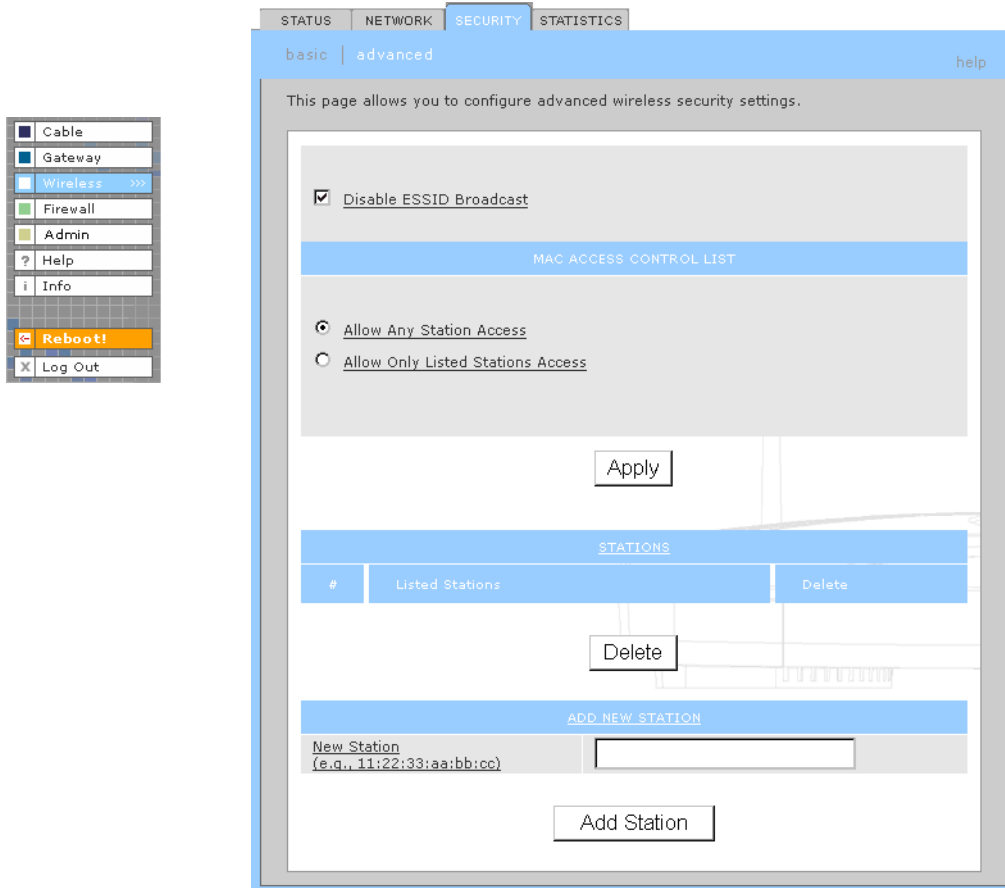 STATUS NETWORK SECURITY STATISTICS
basic | advanced
help
This page allows you to configure advanced wireless security settings.
Cable
Gateway
Wireless >>>
Firewall
Admin
? Help
i Info
Reboot!
X Log Out
Disable ESSID Broadcast
MAC ACCESS CONTROL LIST
Allow Any Station Access
Allow Only Listed Stations Access
Apply
STATIONS
# Listed Stations Delete
Delete
ADD NEW STATION
New Station
(e.g., 11:22:33:aa:bb:cc)
Add Station